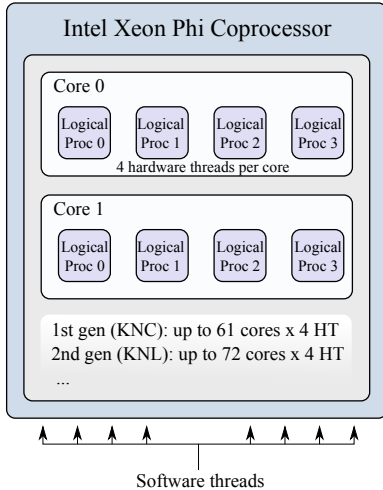 Intel Xeon Phi Coprocessor
Core 0
Logical Logical Logical Logical
Proc 0 Proc 1 Proc 2 Proc 3
4 hardware threads per core
Core 1
Logical Logical Logical Logical
Proc 0 Proc 1 Proc 2 Proc 3
1st gen (KNC): up to 61 cores x 4 HT
2nd gen (KNL): up to 72 cores x 4 HT
...
Software threads